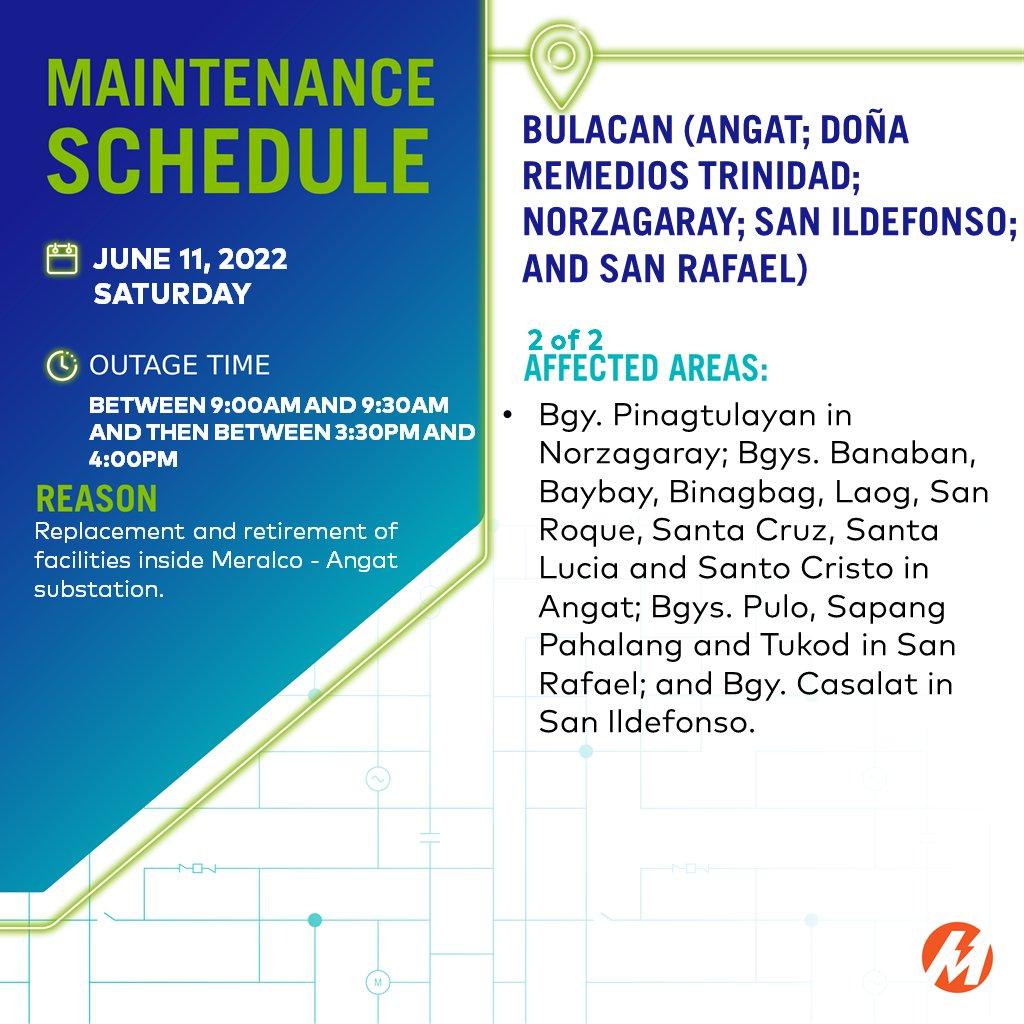 MAINTENANCE
SCHEDULE
JUNE 11, 2022
SATURDAY
OUTAGE TIME
BETWEEN 9:00AM AND 9:30AM
AND THEN BETWEEN 3:30PM AND
4:00PM
REASON
Replacement and retirement of
facilities inside Meralco - Angat
substation.
BULACAN (ANGAT; DOÑA
REMEDIOS TRINIDAD;
NORZAGARAY; SAN ILDEFONSO;
AND SAN RAFAEL)
2 of 2
AFFECTED AREAS:
• Bgy. Pinagtulayan in
Norzagaray; Bgys. Banaban,
Baybay, Binagbag, Laog, San
Roque, Santa Cruz, Santa
Lucia and Santo Cristo in
Angat; Bgys. Pulo, Sapang
Pahalang and Tukod in San
Rafael; and Bgy. Casalat in
San Ildefonso.
M